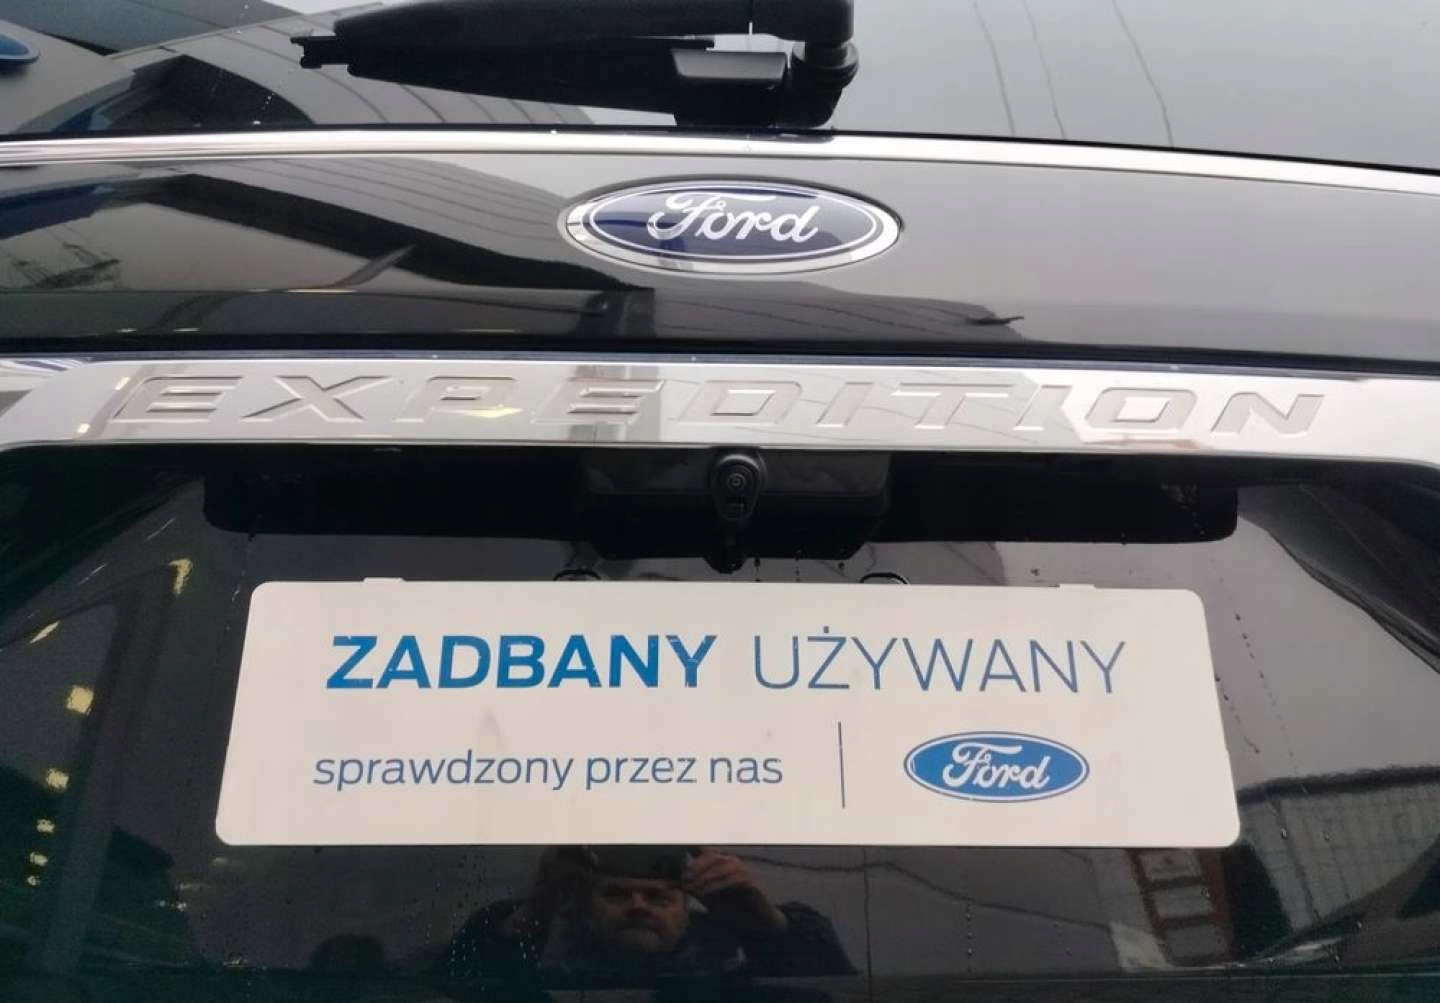 Ford
EXPEDITION
ZADBANY UŻYWANY
sprawdzony przez nas
Ford